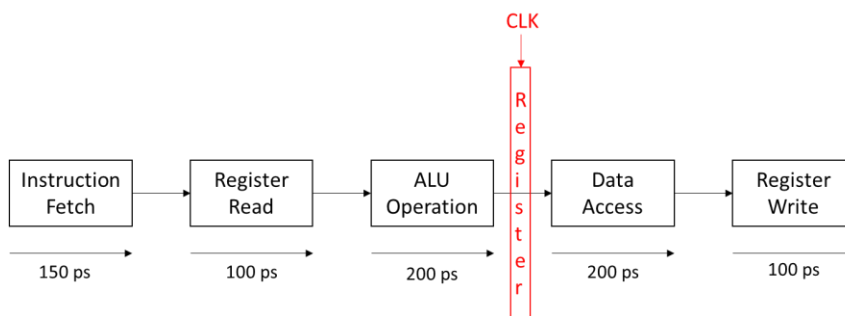 CLK
Register
Instruction
Fetch
Register
Read
ALU
Operation
Data
Access
Register
Write
150 ps
100 ps
200 ps
200 ps
100 ps